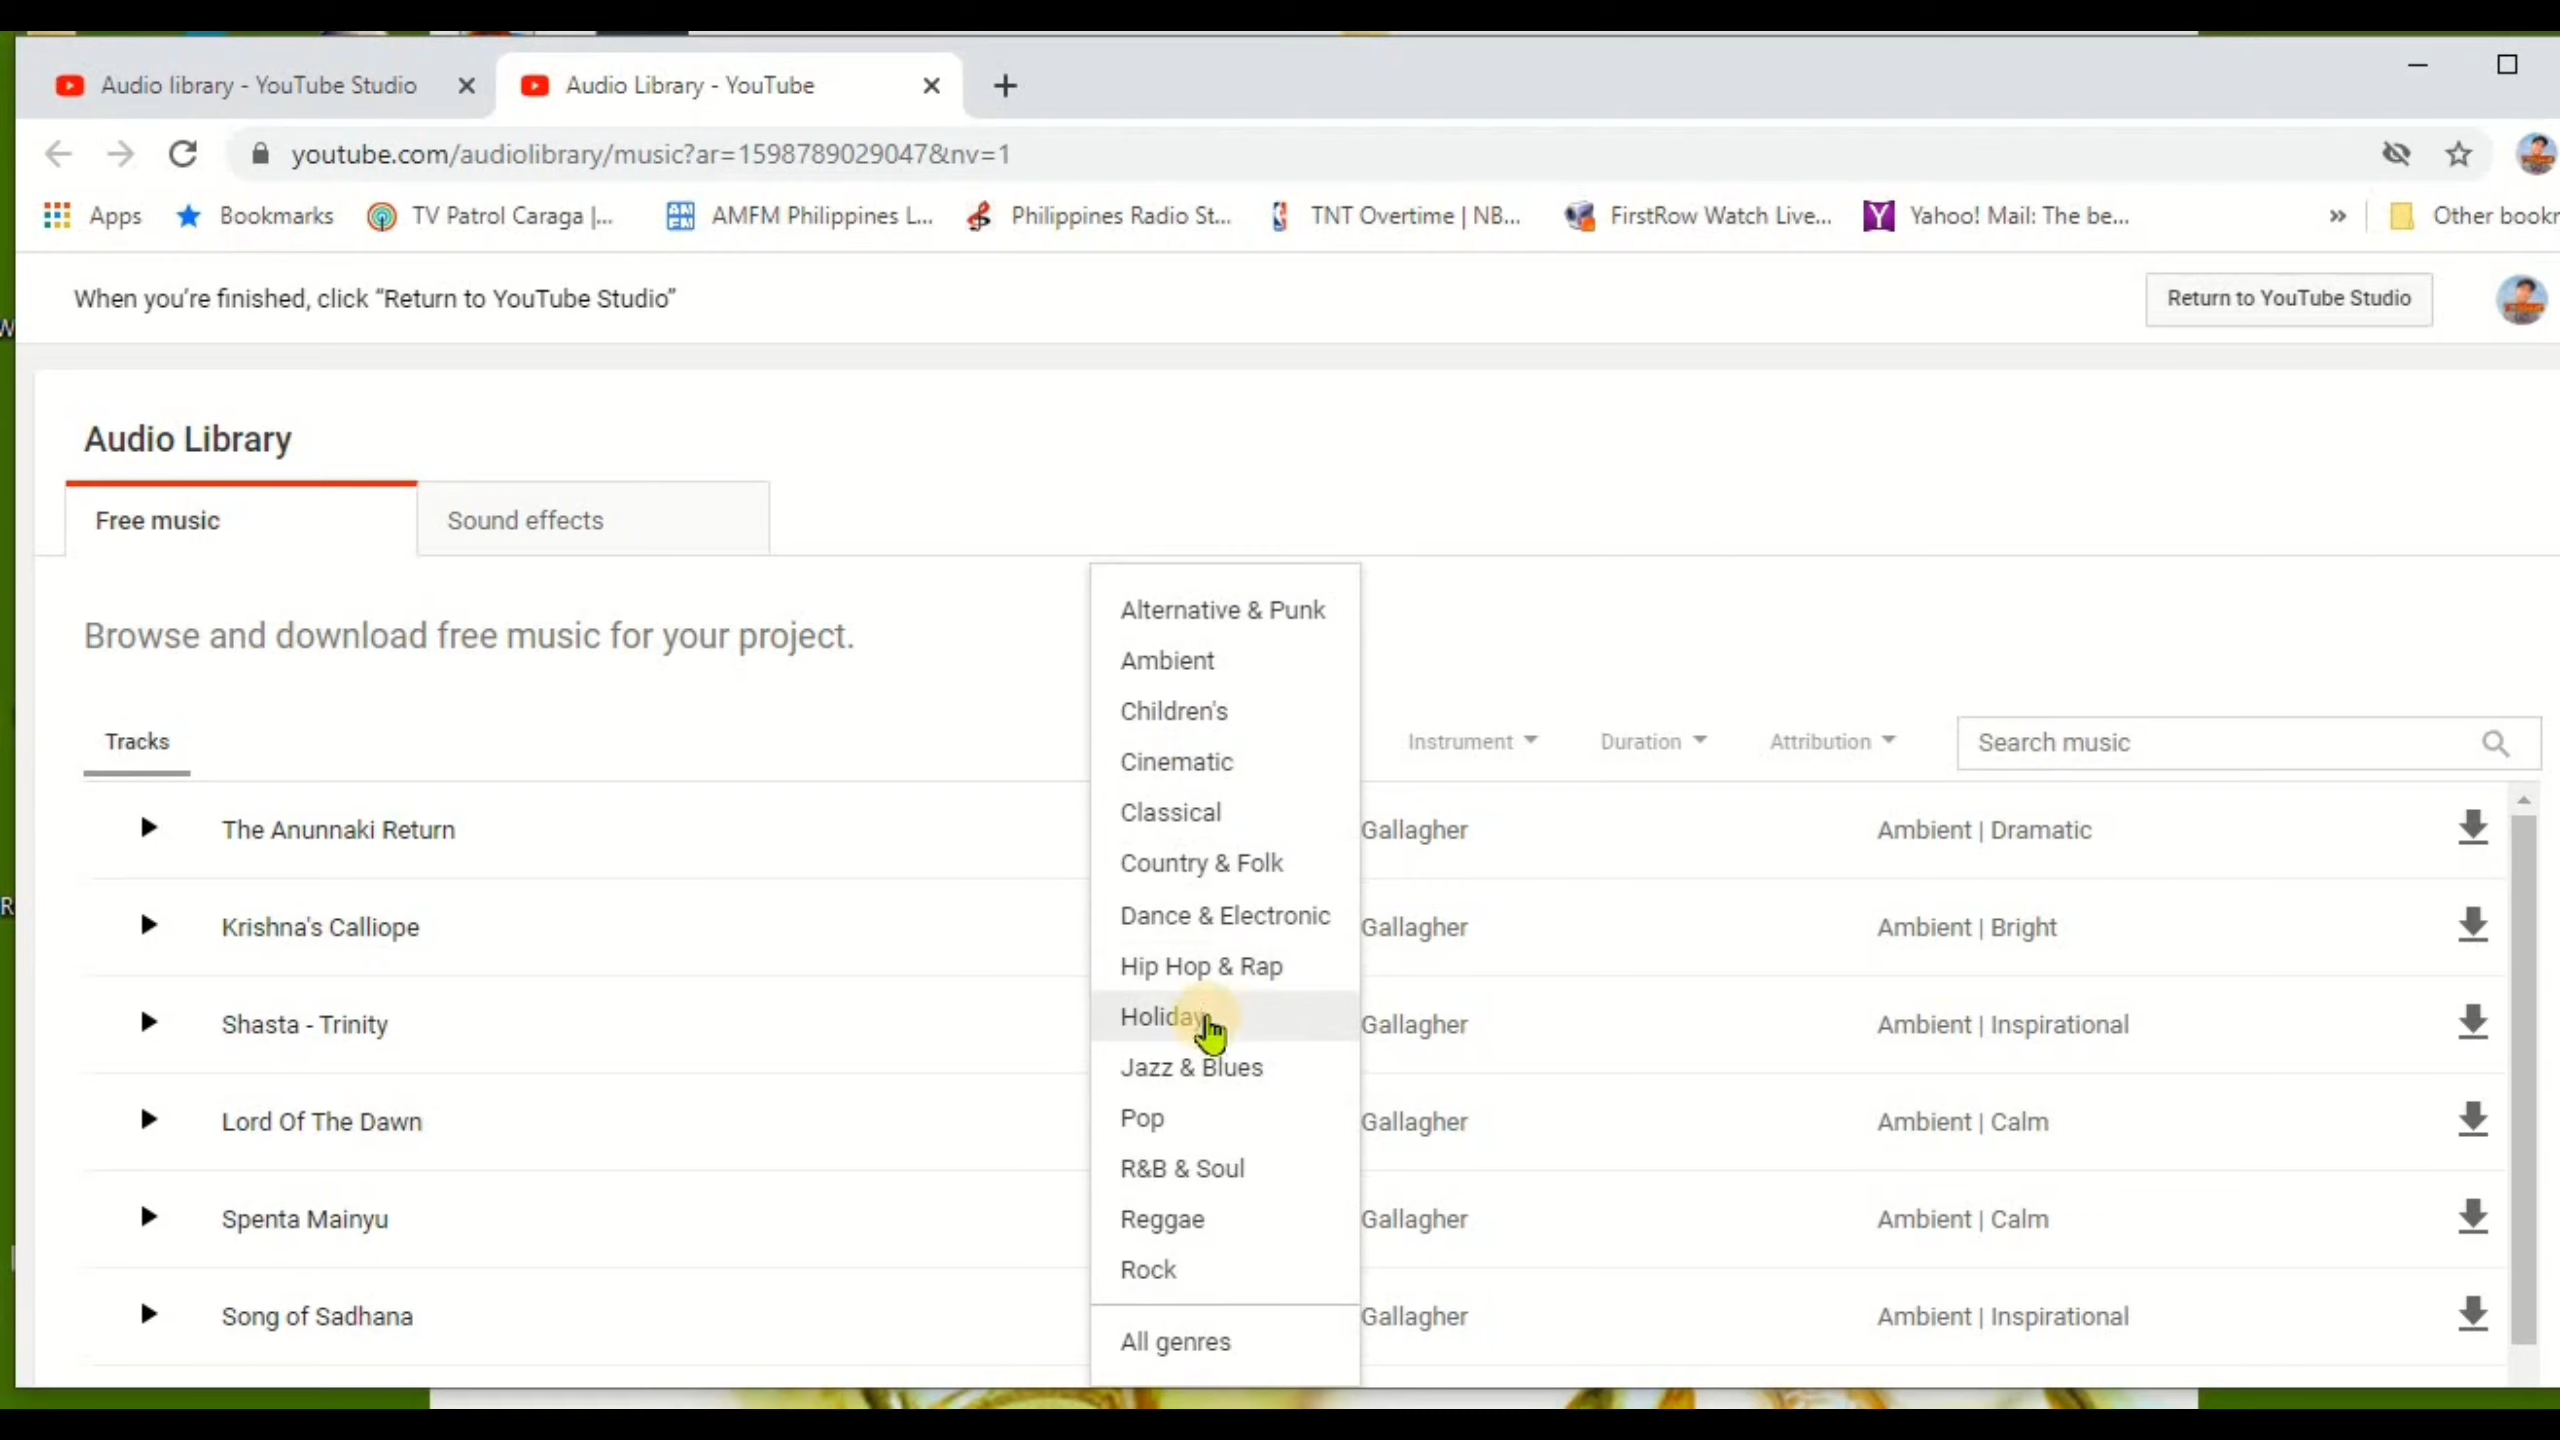 Audio library - YouTube Studio
Audio Library - YouTube
youtube.com/audiolibrary/music?ar=1598789029047&nv=1
Apps
Bookmarks
TV Patrol Caraga |...
AMFM Philippines L...
Philippines Radio St...
TNT Overtime | NB...
FirstRow Watch Live...
Yahoo! Mail: The be...
Other bookr
When you're finished, click “Return to YouTube Studio”
Return to YouTube Studio
Audio Library
Free music
Sound effects
Browse and download free music for your project.
Tracks
Instrument
Duration
Attribution
Search music
Alternative & Punk
Ambient
Children's
Cinematic
Classical
Country & Folk
Dance & Electronic
Hip Hop & Rap
Holiday
Jazz & Blues
Pop
R&B & Soul
Reggae
Rock
All genres
The Anunnaki Return
Gallagher
Ambient | Dramatic
Krishna's Calliope
Gallagher
Ambient | Bright
Shasta - Trinity
Gallagher
Ambient | Inspirational
Lord Of The Dawn
Gallagher
Ambient | Calm
Spenta Mainyu
Gallagher
Ambient | Calm
Song of Sadhana
Gallagher
Ambient | Inspirational